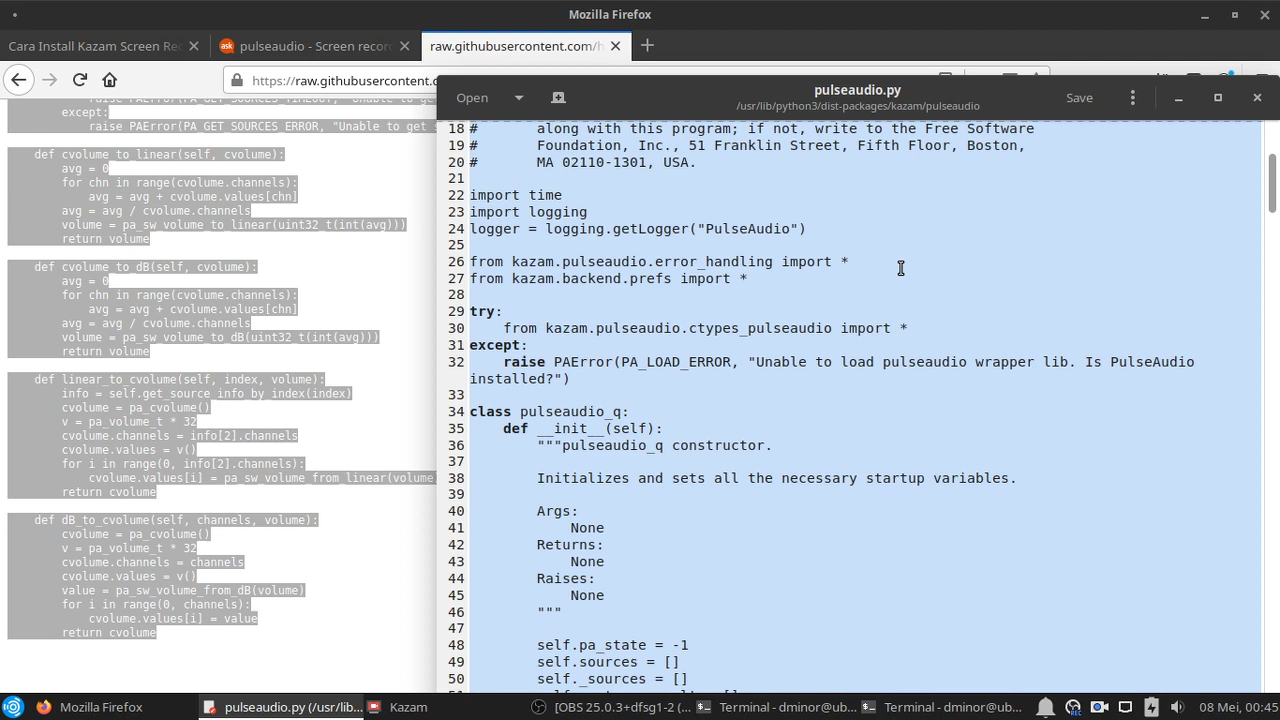 Mozilla Firefox
Cara Install Kazam Screen Re
pulseaudio - Screen recor
raw.githubusercontent.com/h
https://raw.githubusercontent.c
except:
raise PAError(PA_GET_SOURCES_ERROR, "Unable to get s
def cvolume_to_linear(self, cvolume):
avg = 0
for chn in range(cvolume.channels):
avg = avg + cvolume.values[chn]
avg = avg / cvolume.channels
volume = pa_sw_volume_to_linear(uint32_t(int(avg)))
return volume
def cvolume_to_dB(self, cvolume):
avg = 0
for chn in range(cvolume.channels):
avg = avg + cvolume.values[chn]
avg = avg / cvolume.channels
volume = pa_sw_volume_to_dB(uint32_t(int(avg)))
return volume
def linear_to_cvolume(self, index, volume):
info = self.get_source_info_by_index(index)
cvolume = pa_cvolume()
v = pa_volume_t * 32
cvolume.channels = info[2].channels
cvolume.values = v()
for i in range(0, info[2].channels):
cvolume.values[i] = pa_sw_volume_from_linear(volume)
return cvolume
def dB_to_cvolume(self, channels, volume):
cvolume = pa_cvolume()
v = pa_volume_t * 32
cvolume.channels = channels
cvolume.values = v()
value = pa_sw_volume_from_dB(volume)
for i in range(0, channels):
cvolume.values[i] = value
return cvolume
Open
pulseaudio.py
/usr/lib/python3/dist-packages/kazam/pulseaudio
Save
18 # along with this program; if not, write to the Free Software
19 # Foundation, Inc., 51 Franklin Street, Fifth Floor, Boston,
20 # MA 02110-1301, USA.
21
22 import time
23 import logging
24 logger = logging.getLogger("PulseAudio")
25
26 from kazam.pulseaudio.error_handling import *
27 from kazam.backend.prefs import *
28
29 try:
30 from kazam.pulseaudio.ctypes_pulseaudio import *
31 except:
32 raise PAError(PA_LOAD_ERROR, "Unable to load pulseaudio wrapper lib. Is PulseAudio
installed?")
33
34 class pulseaudio_q:
35 def __init__(self):
36 """pulseaudio_q constructor.
37
38 Initializes and sets all the necessary startup variables.
39
40 Args:
41 None
42 Returns:
43 None
44 Raises:
45 None
46 """
47
48 self.pa_state = -1
49 self.sources = []
50 self._sources = []
Mozilla Firefox
pulseaudio.py (/usr/lib...
Kazam
[OBS 25.0.3+dfsg1-2 (...
Terminal - dminor@ub...
Terminal - dminor@ub...
08 Mei, 00:45